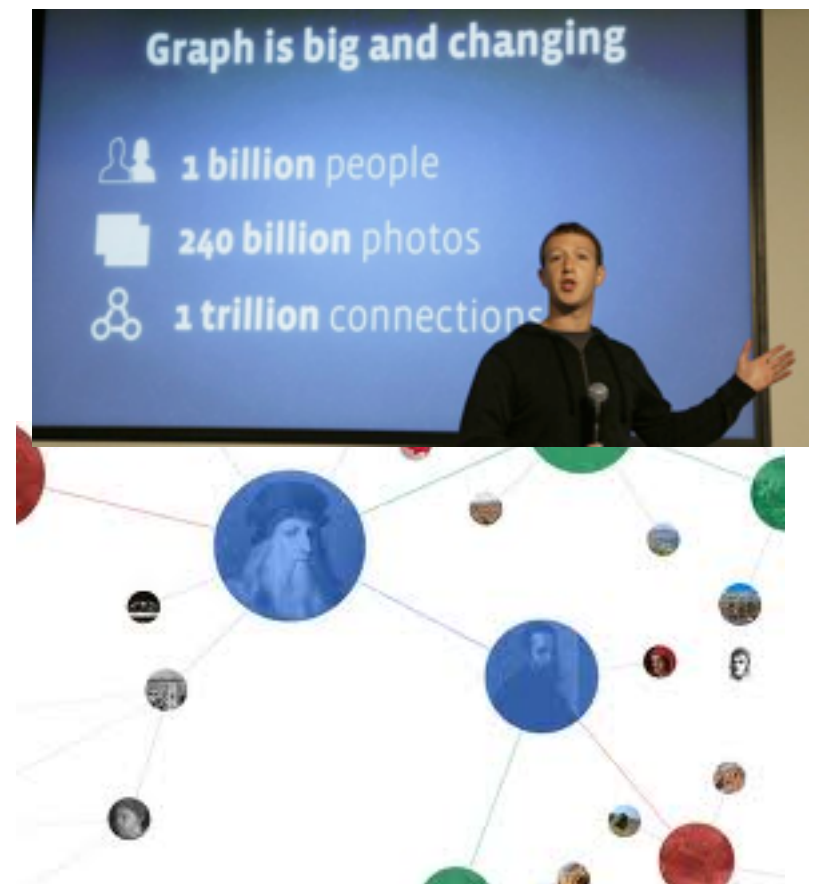 Graph is big and changing
1 billion people
240 billion photos
1 trillion connections